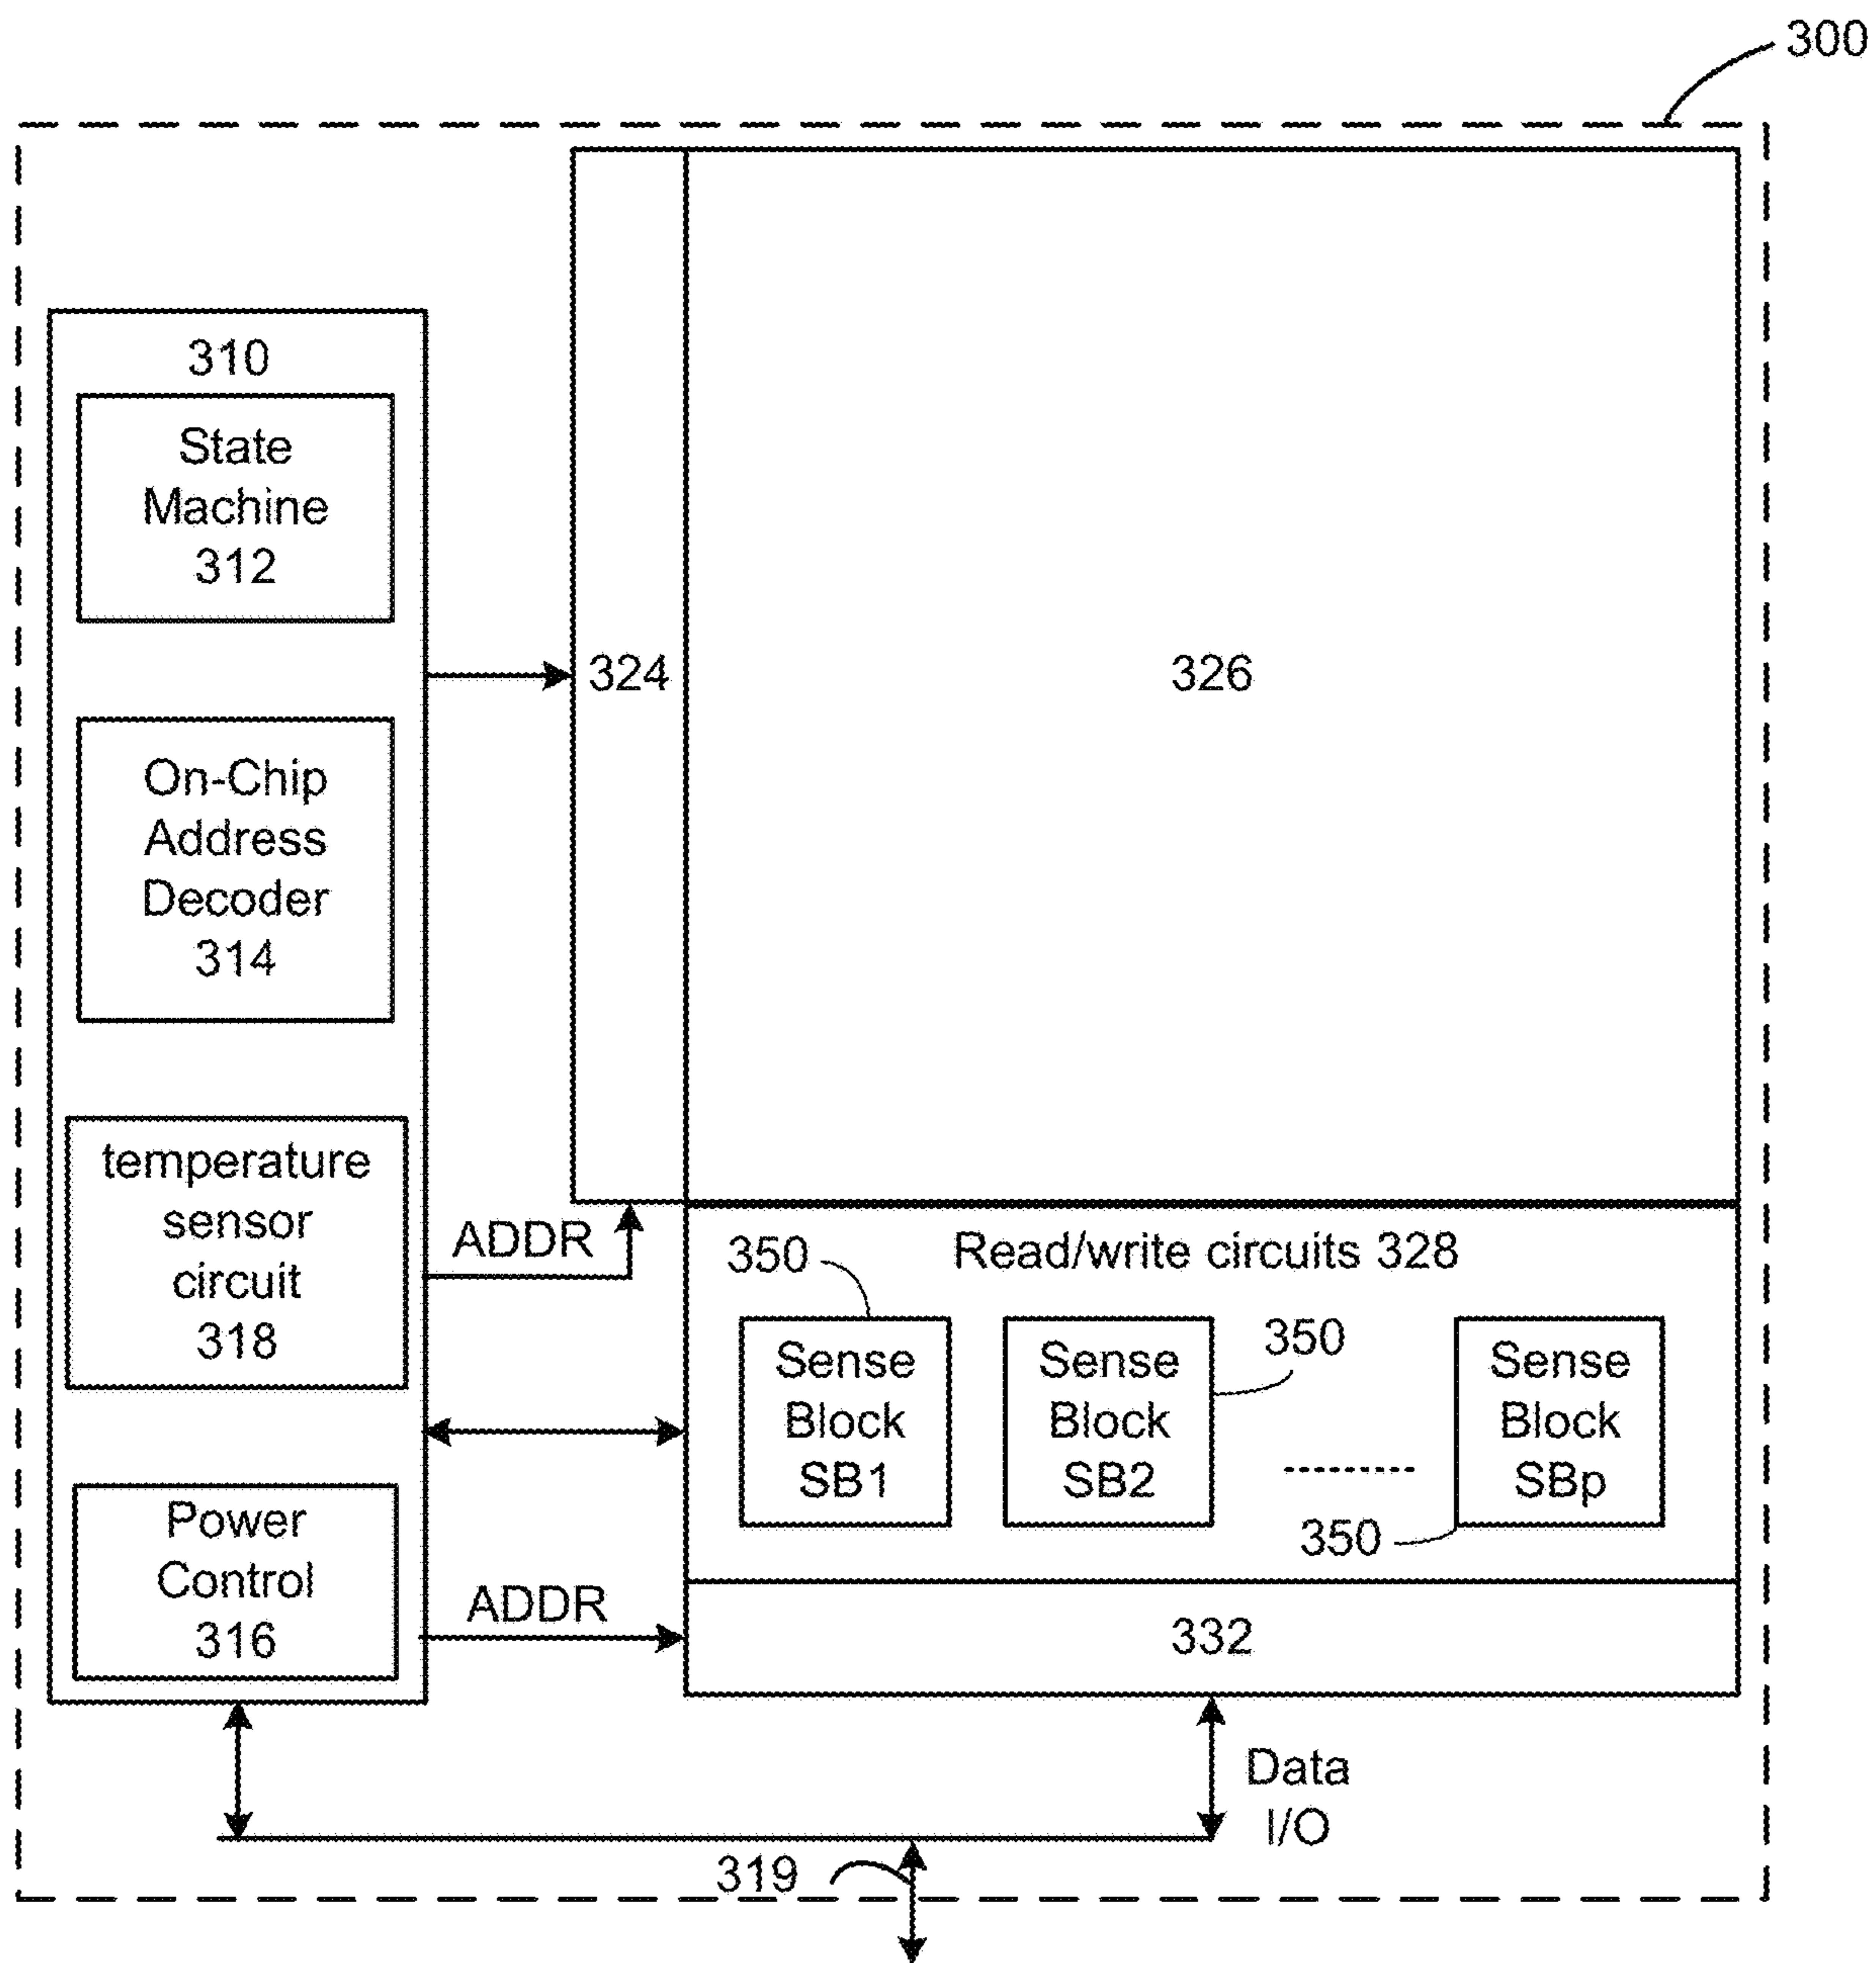 300
310
State
Machine
312
On-Chip
Address
Decoder
314
temperature
sensor
circuit
318
Power
Control
316
324
326
ADDR
ADDR
Read/write circuits 328
350
Sense
Block
SB1
350
Sense
Block
SB2
350
Sense
Block
SBp
332
Data
I/O
319